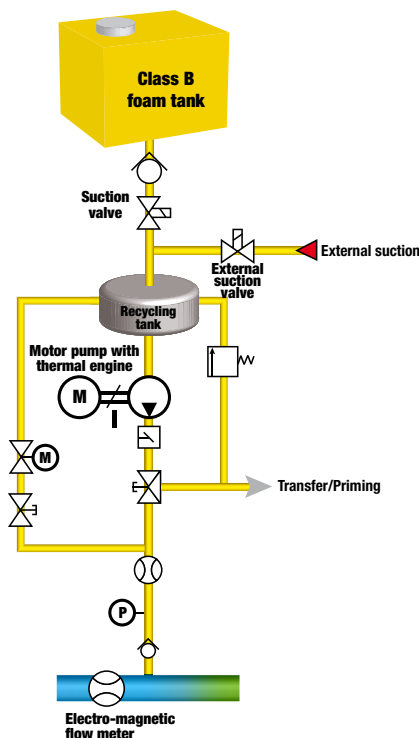 Class B
foam tank
Suction
valve
External suction
External
suction
valve
Recycling
tank
Motor pump with
thermal engine
M
M
Transfer/Priming
P
Electro-magnetic
flow meter